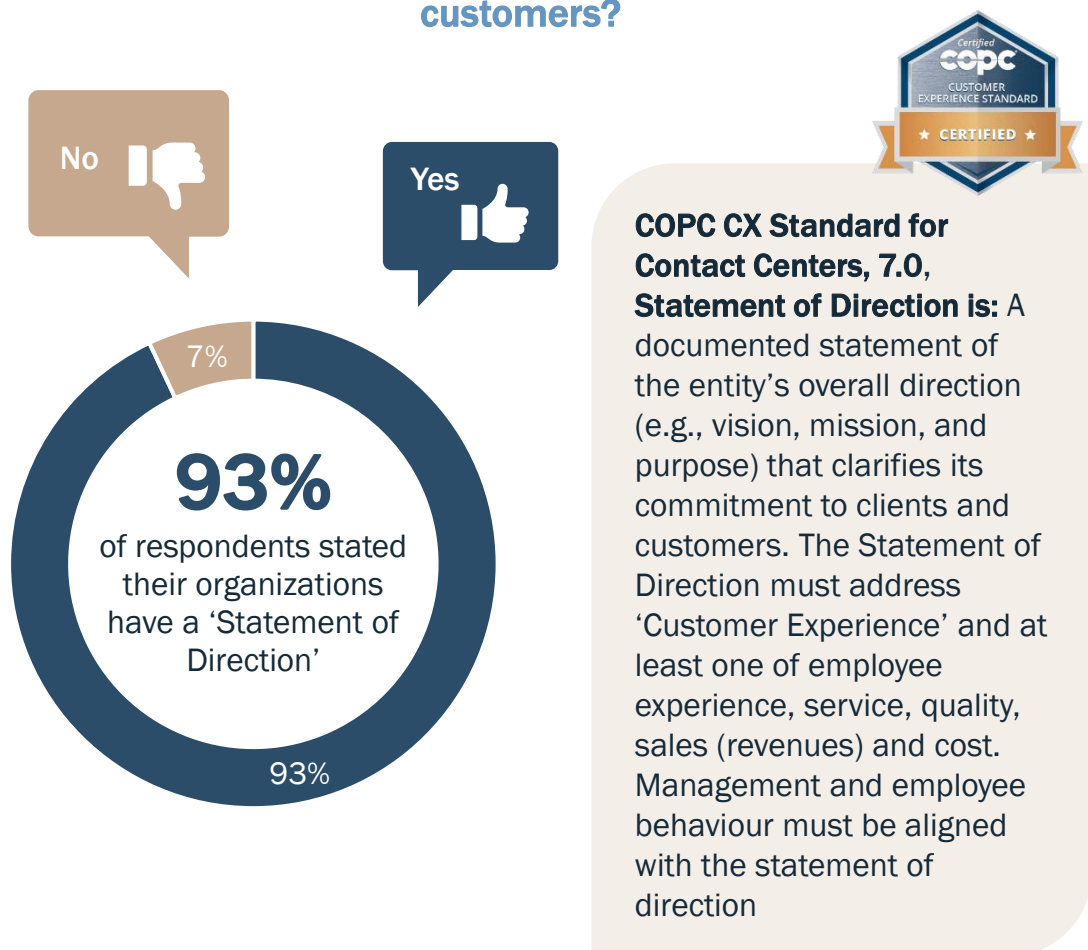 customers?
Certified
copc
CUSTOMER
EXPERIENCE STANDARD
★ CERTIFIED ★
No
Yes
7%
93%
of respondents stated
their organizations
have a ‘Statement of
Direction’
93%
COPC CX Standard for
Contact Centers, 7.0,
Statement of Direction is: A
documented statement of
the entity’s overall direction
(e.g., vision, mission, and
purpose) that clarifies its
commitment to clients and
customers. The Statement of
Direction must address
‘Customer Experience’ and at
least one of employee
experience, service, quality,
sales (revenues) and cost.
Management and employee
behaviour must be aligned
with the statement of
direction